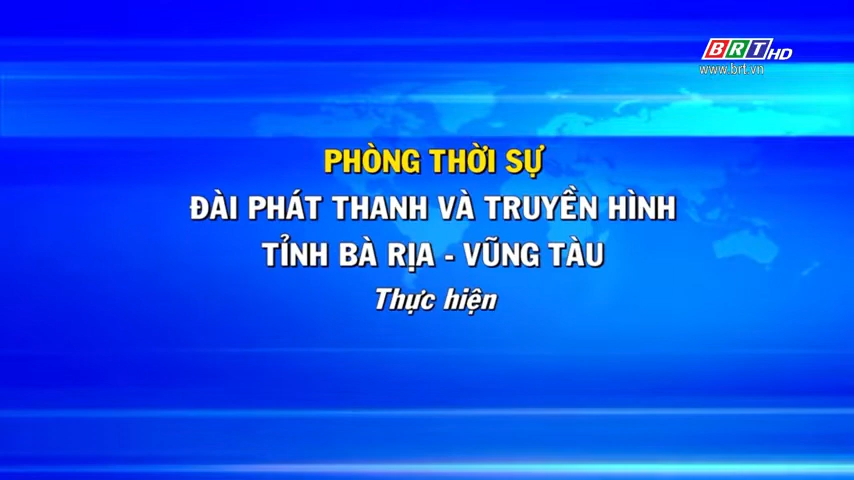 BRT HD
www.brt.vn
PHÒNG THỜI SỰ
ĐÀI PHÁT THANH VÀ TRUYỀN HÌNH
TỈNH BÀ RỊA - VŨNG TÀU
Thực hiện